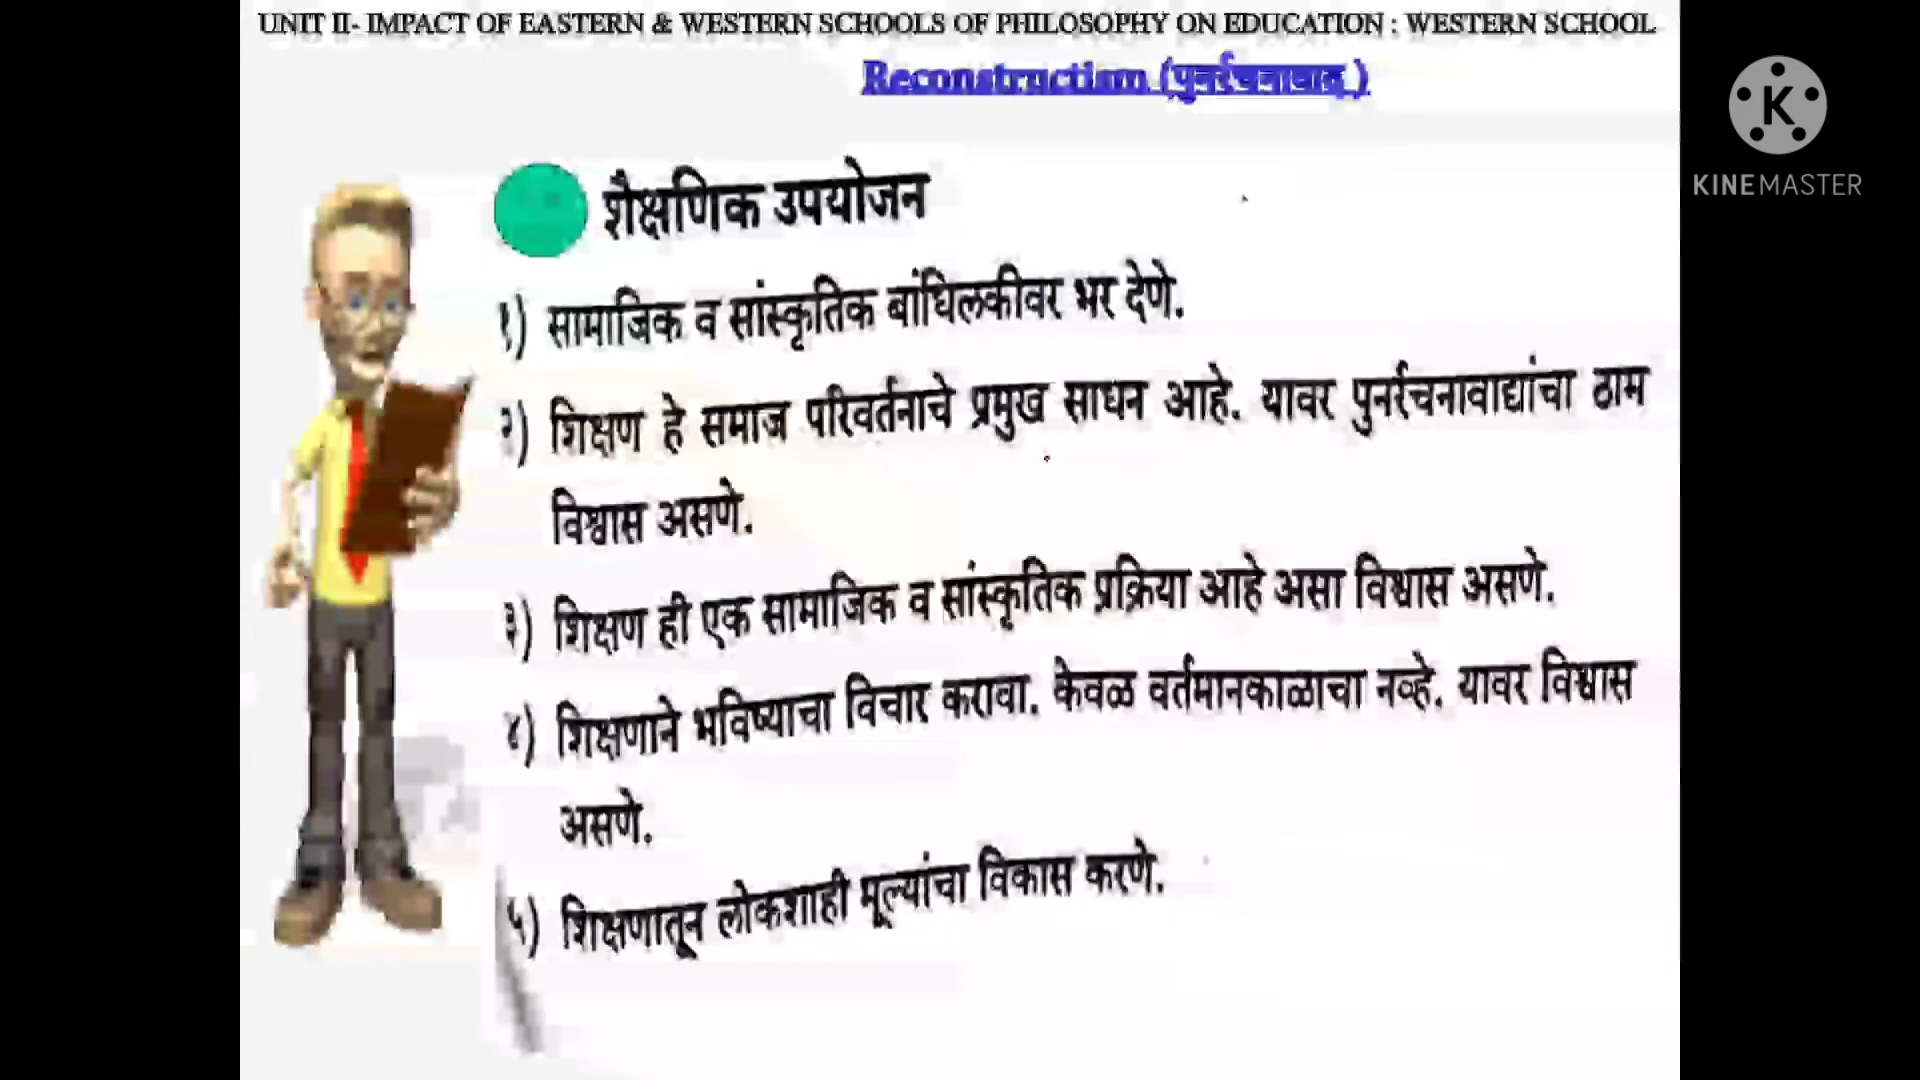 UNIT II- IMPACT OF EASTERN & WESTERN SCHOOLS OF PHILOSOPHY ON EDUCATION : WESTERN SCHOOL
Reconstructism (पुनर्रचनावाद )
K
KINEMASTER
शैक्षणिक उपयोजन
१) सामाजिक व सांस्कृतिक बांधिलकीवर भर देणे.
२) शिक्षण हे समाज परिवर्तनाचे प्रमुख साधन आहे. यावर पुनर्रचनावाद्यांचा ठाम
विश्वास असणे.
३) शिक्षण ही एक सामाजिक व सांस्कृतिक प्रक्रिया आहे असा विश्वास असणे.
४) शिक्षणाने भविष्याचा विचार करावा. केवळ वर्तमानकाळाचा नव्हे. यावर विश्वास
असणे.
५) शिक्षणातून लोकशाही मूल्यांचा विकास करणे.